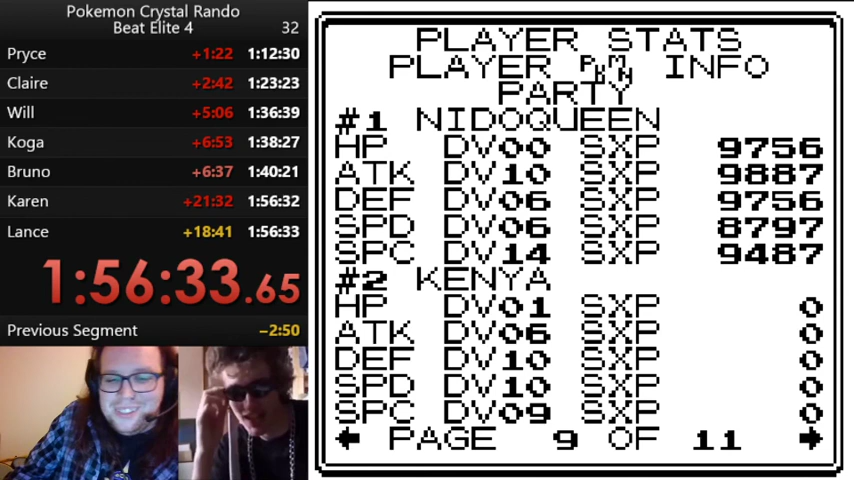 Pokemon Crystal Rando
Beat Elite 4 32
Pryce +1:22 1:12:30
Claire +2:42 1:23:23
Will +5:06 1:36:39
Koga +6:53 1:38:27
Bruno +6:37 1:40:21
Karen +21:32 1:56:32
Lance +18:41 1:56:33
1:56:33.65
Previous Segment −2:50
PLAYER STATS
PLAYER PKMN INFO
PARTY
#1 NIDOQUEEN
HP DV00 SXP 9756
ATK DV10 SXP 9887
DEF DV06 SXP 9756
SPD DV06 SXP 8797
SPC DV14 SXP 9487
#2 KENYA
HP DV01 SXP 0
ATK DV06 SXP 0
DEF DV10 SXP 0
SPD DV10 SXP 0
SPC DV09 SXP 0
← PAGE 9 OF 11 →